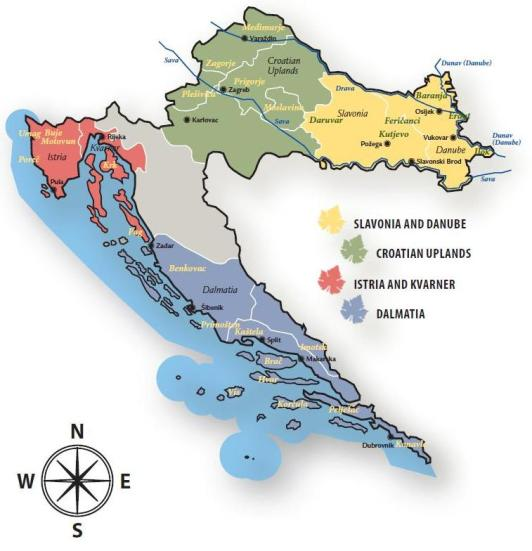 Međimurje
Varaždin
Dunav (Danube)
Sava
Zagorje
Croatian
Uplands
Prigorje
Zagreb
Plešivica
Moslavina
Drava
Baranja
Karlovac
Sava
Slavonia
Osijek
Erdut
Daruvar
Feričanci
Umag
Buje
Motovun
Rijeka
Kutjevo
Vukovar
Dunav
(Danube)
Poreč
Istria
Kvarner
Krk
Požega
Danube
Ilok
Slavonski Brod
Pula
Sava
Pag
SLAVONIA AND DANUBE
Zadar
CROATIAN UPLANDS
Benkovac
ISTRIA AND KVARNER
Dalmatia
Šibenik
DALMATIA
Primošten
Kaštela
Split
Imotski
Makarska
Brač
Hvar
Vis
Korčula
Pelješac
Dubrovnik
Konavle
N
W
E
S